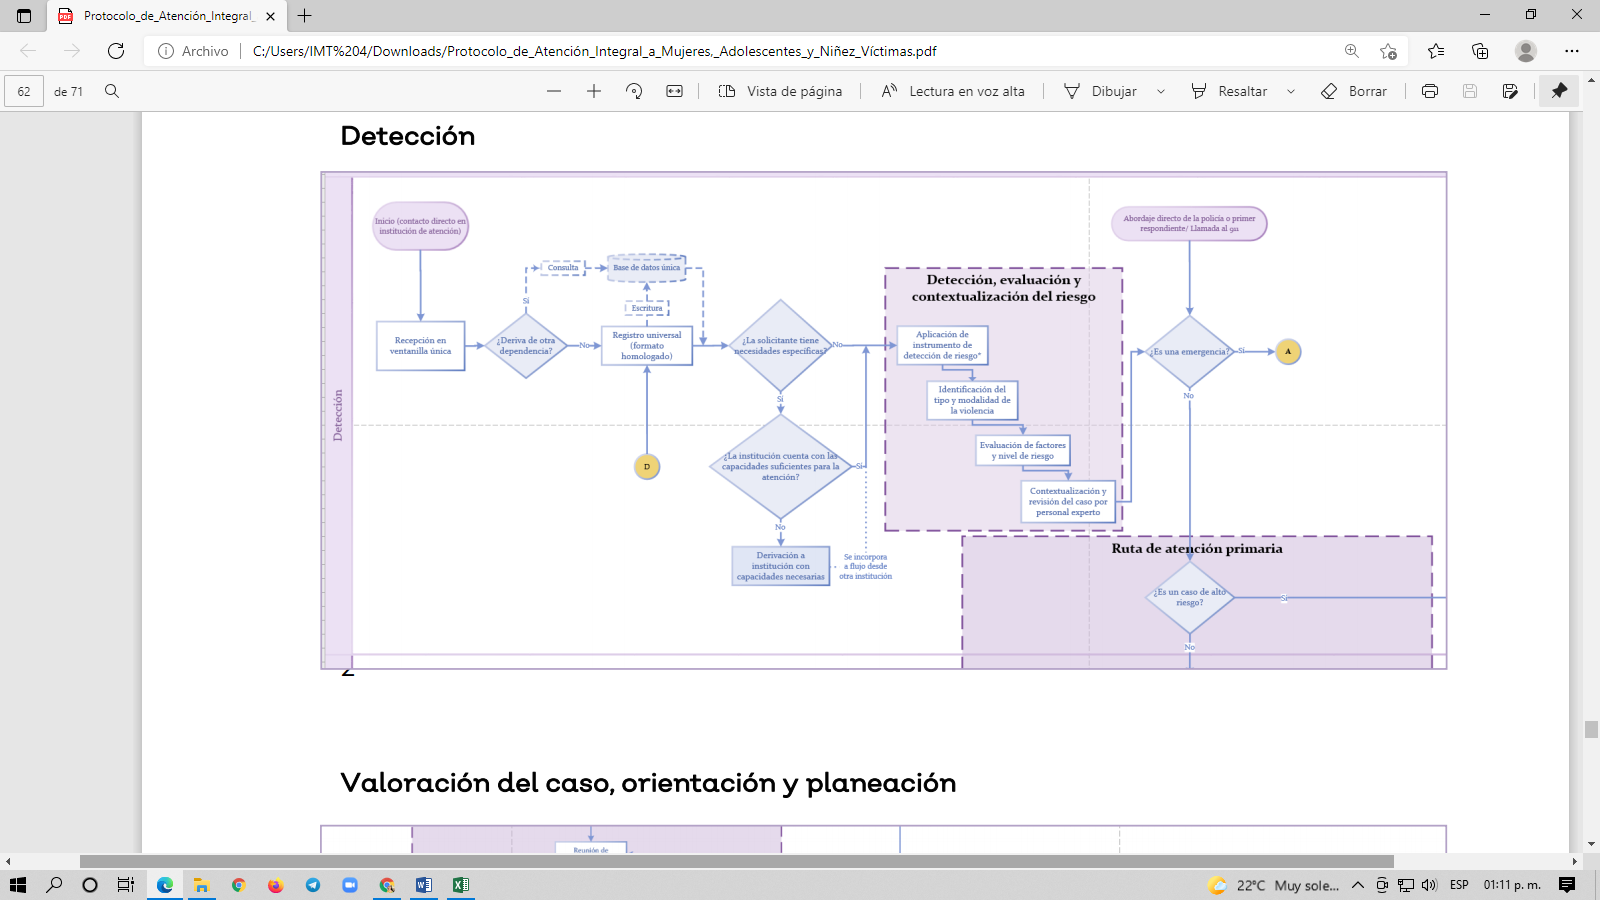 Protocolo_de_Atención_Integral_
Archivo
C:/Users/IMT%204/Downloads/Protocolo_de_Atención_Integral_a_Mujeres,_Adolescentes_y_Niñez_Víctimas.pdf
62
de 71
Vista de página
Lectura en voz alta
Dibujar
Resaltar
Borrar
Detección
Detección
Inicio (contacto directo en
institución de atención)
Recepción en
ventanilla única
¿Deriva de otra
dependencia?
Sí
Consulta
Base de datos única
Escritura
No
Registro universal
(formato
homologado)
D
¿La solicitante tiene
necesidades específicas?
No
Sí
¿La institución cuenta con las
capacidades suficientes para la
atención?
Sí
No
Derivación a
institución con
capacidades necesarias
Se incorpora
a flujo desde
otra institución
Detección, evaluación y
contextualización del riesgo
Aplicación de
instrumento de
detección de riesgo*
Identificación del
tipo y modalidad de
la violencia
Evaluación de factores
y nivel de riesgo
Contextualización y
revisión del caso por
personal experto
Abordaje directo de la policía o primer
respondiente/ Llamada al 911
¿Es una emergencia?
Sí
A
No
Ruta de atención primaria
¿Es un caso de alto
riesgo?
Sí
No
2
Valoración del caso, orientación y planeación
Reunión de
22°C Muy sole...
ESP
01:11 p. m.